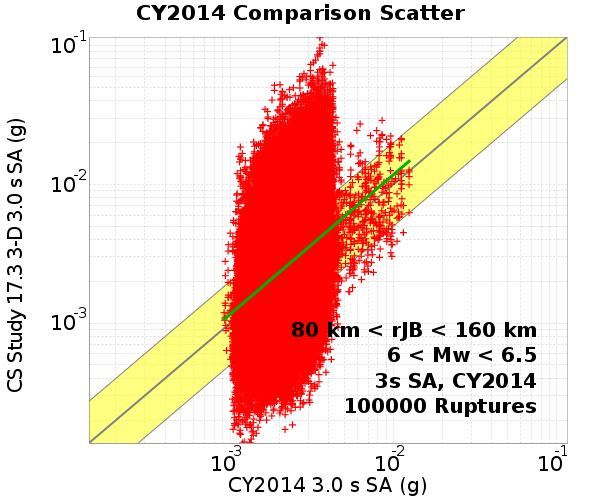 CY2014 Comparison Scatter
CS Study 17.3 3-D 3.0 s SA (g)
10-1
10-2
10-3
80 km < rJB < 160 km
6 < Mw < 6.5
3s SA, CY2014
100000 Ruptures
10-3
10-2
10-1
CY2014 3.0 s SA (g)